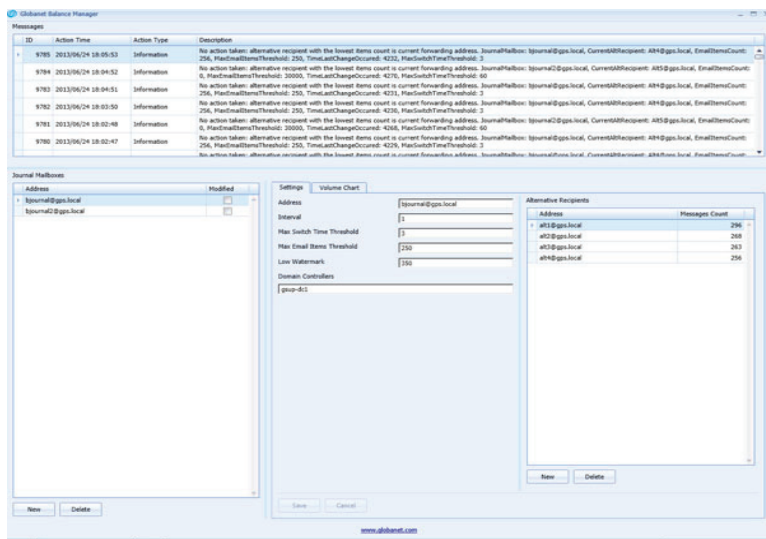 Globanet Balance Manager
Messages
ID Action Time Action Type Description
9785 2013/06/24 18:05:53 Information No action taken: alternative recipient with the lowest items count is current forwarding address. JournalMailbox: bjournal@gps.local, CurrentAltRecipient: Alt4@gps.local, EmailItemsCount:
256, MaxEmailItemsThreshold: 250, TimeLastChangeOccured: 4232, MaxSwitchTimeThreshold: 3
9784 2013/06/24 18:04:52 Information No action taken: alternative recipient with the lowest items count is current forwarding address. JournalMailbox: bjournal2@gps.local, CurrentAltRecipient: Alt5@gps.local, EmailItemsCount:
0, MaxEmailItemsThreshold: 30000, TimeLastChangeOccured: 4270, MaxSwitchTimeThreshold: 60
9783 2013/06/24 18:04:51 Information No action taken: alternative recipient with the lowest items count is current forwarding address. JournalMailbox: bjournal@gps.local, CurrentAltRecipient: Alt4@gps.local, EmailItemsCount:
256, MaxEmailItemsThreshold: 250, TimeLastChangeOccured: 4231, MaxSwitchTimeThreshold: 3
9782 2013/06/24 18:03:50 Information No action taken: alternative recipient with the lowest items count is current forwarding address. JournalMailbox: bjournal@gps.local, CurrentAltRecipient: Alt4@gps.local, EmailItemsCount:
256, MaxEmailItemsThreshold: 250, TimeLastChangeOccured: 4230, MaxSwitchTimeThreshold: 3
9781 2013/06/24 18:02:48 Information No action taken: alternative recipient with the lowest items count is current forwarding address. JournalMailbox: bjournal2@gps.local, CurrentAltRecipient: Alt5@gps.local, EmailItemsCount:
0, MaxEmailItemsThreshold: 30000, TimeLastChangeOccured: 4268, MaxSwitchTimeThreshold: 60
9780 2013/06/24 18:02:47 Information No action taken: alternative recipient with the lowest items count is current forwarding address. JournalMailbox: bjournal@gps.local, CurrentAltRecipient: Alt4@gps.local, EmailItemsCount:
256, MaxEmailItemsThreshold: 250, TimeLastChangeOccured: 4229, MaxSwitchTimeThreshold: 3
Journal Mailboxes
Address Modified
bjournal@gps.local
bjournal2@gps.local
New Delete
Settings Volume Chart
Address bjournal@gps.local
Interval 1
Max Switch Time Threshold 3
Max Email Items Threshold 250
Low Watermark 350
Domain Controllers
gsup-dc1
Save Cancel
Alternative Recipients
Address Messages Count
alt1@gps.local 296
alt2@gps.local 268
alt3@gps.local 263
alt4@gps.local 256
New Delete
www.globanet.com